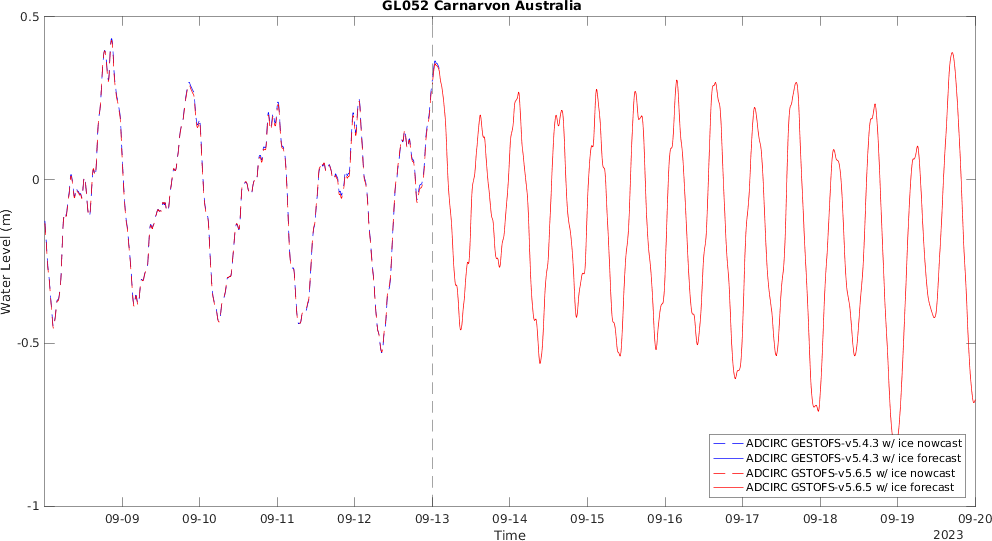 GL052 Carnarvon Australia
0.5
0
-0.5
-1
Water Level (m)
09-09
09-10
09-11
09-12
09-13
09-14
09-15
09-16
09-17
09-18
09-19
09-20
Time
2023
ADCIRC GESTOFS-v5.4.3 w/ ice nowcast
ADCIRC GESTOFS-v5.4.3 w/ ice forecast
ADCIRC GSTOFS-v5.6.5 w/ ice nowcast
ADCIRC GSTOFS-v5.6.5 w/ ice forecast